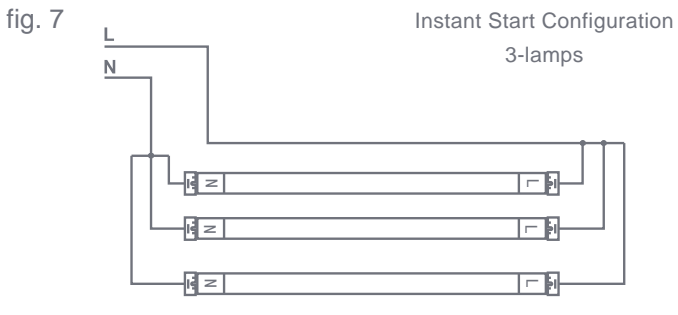 fig. 7
Instant Start Configuration
3-lamps
L
N
N L
N L
N L